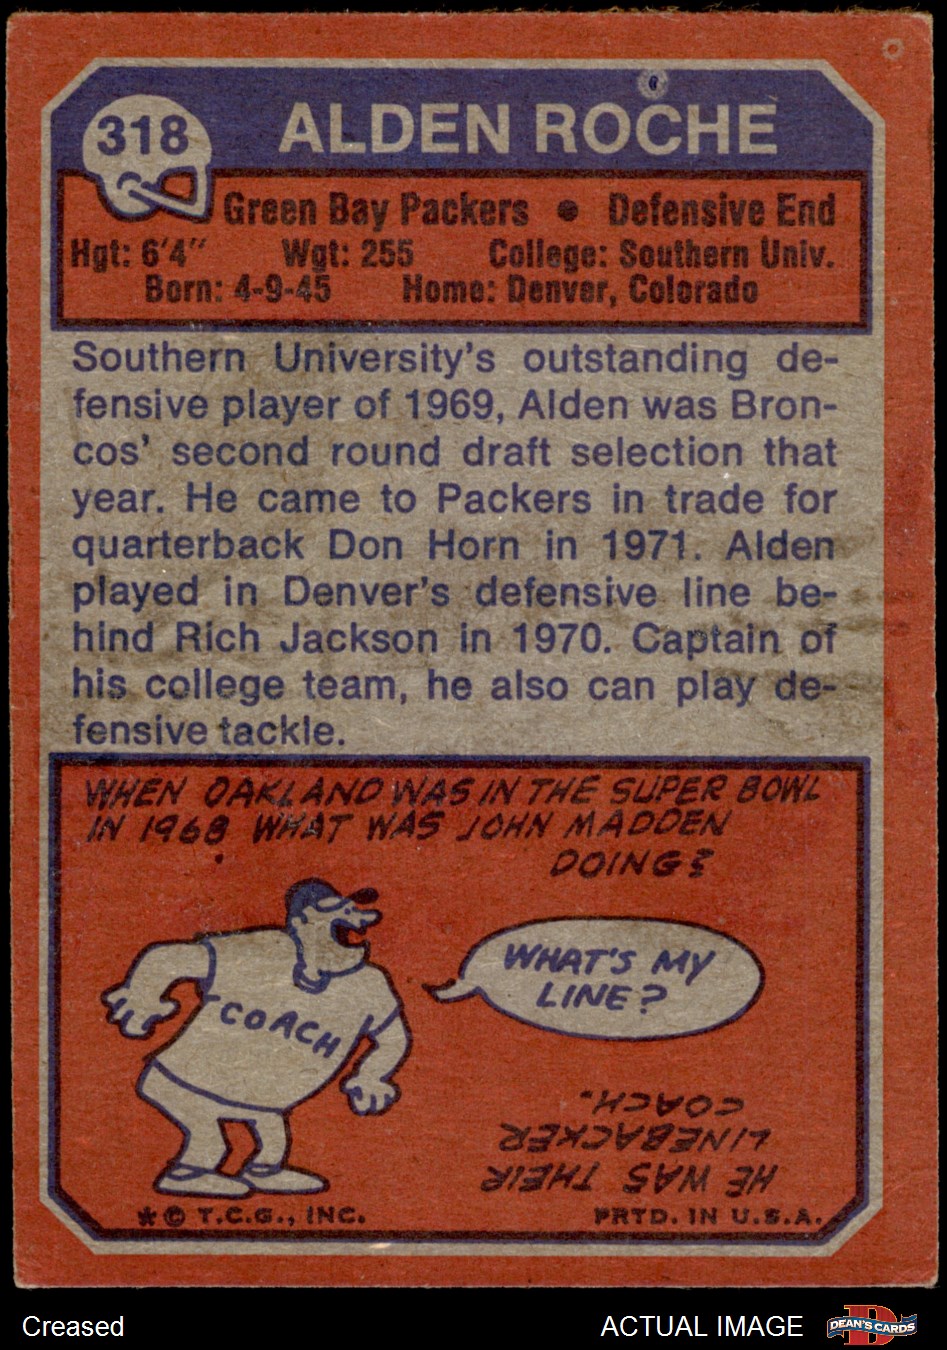 318
ALDEN ROCHE
Green Bay Packers • Defensive End
Hgt: 6'4" Wgt: 255 College: Southern Univ.
Born: 4-9-45 Home: Denver, Colorado
Southern University's outstanding de-
fensive player of 1969, Alden was Bron-
cos' second round draft selection that
year. He came to Packers in trade for
quarterback Don Horn in 1971. Alden
played in Denver's defensive line be-
hind Rich Jackson in 1970. Captain of
his college team, he also can play de-
fensive tackle.
WHEN OAKLAND WAS IN THE SUPER BOWL
IN 1968 WHAT WAS JOHN MADDEN
DOING?
WHAT'S MY
LINE?
COACH
HE WAS THEIR
LINEBACKER
COACH.
*© T.C.G., INC. PRTD. IN U.S.A.
Creased
ACTUAL IMAGE
DEAN'S CARDS